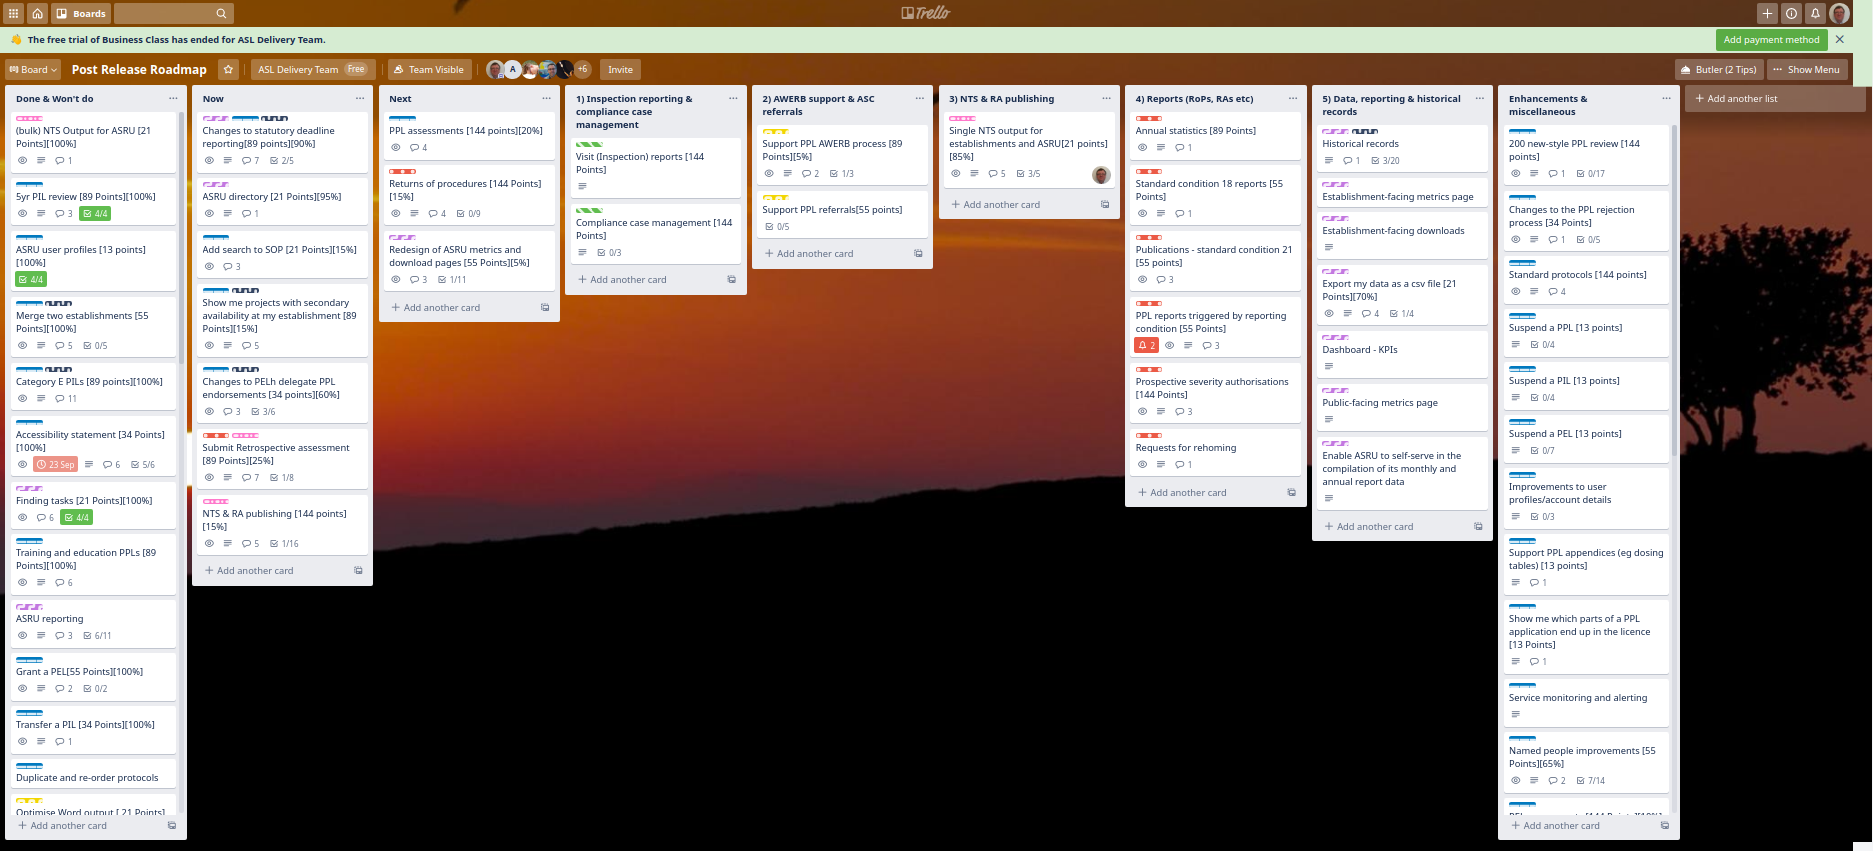 Boards
Trello
The free trial of Business Class has ended for ASL Delivery Team.
Add payment method
Board
Post Release Roadmap
ASL Delivery Team Free
Team Visible
A
+6
Invite
Butler (2 Tips)
Show Menu
Done & Won't do
(bulk) NTS Output for ASRU [21
Points][100%]
1
5yr PIL review [89 Points][100%]
3 4/4
ASRU user profiles [13 points]
[100%]
4/4
Merge two establishments [55
Points][100%]
5 0/5
Category E PILs [89 points][100%]
11
Accessibility statement [34 Points]
[100%]
23 Sep 6 5/6
Finding tasks [21 Points][100%]
6 4/4
Training and education PPLs [89
Points][100%]
6
ASRU reporting
3 6/11
Grant a PEL[55 Points][100%]
2 0/2
Transfer a PIL [34 Points][100%]
1
Duplicate and re-order protocols
Optimise Word output [ 21 Points]
Add another card
Now
Changes to statutory deadline
reporting[89 points][90%]
7 2/5
ASRU directory [21 Points][95%]
1
Add search to SOP [21 Points][15%]
3
Show me projects with secondary
availability at my establishment [89
Points][15%]
5
Changes to PELh delegate PPL
endorsements [34 points][60%]
3 3/6
Submit Retrospective assessment
[89 Points][25%]
7 1/8
NTS & RA publishing [144 points]
[15%]
5 1/16
Add another card
Next
PPL assessments [144 points][20%]
4
Returns of procedures [144 Points]
[15%]
4 0/9
Redesign of ASRU metrics and
download pages [55 Points][5%]
3 1/11
Add another card
1) Inspection reporting &
compliance case
management
Visit (Inspection) reports [144
Points]
Compliance case management [144
Points]
0/3
Add another card
2) AWERB support & ASC
referrals
Support PPL AWERB process [89
Points][5%]
2 1/3
Support PPL referrals[55 points]
0/5
Add another card
3) NTS & RA publishing
Single NTS output for
establishments and ASRU[21 points]
[85%]
5 3/5
Add another card
4) Reports (RoPs, RAs etc)
Annual statistics [89 Points]
1
Standard condition 18 reports [55
Points]
1
Publications - standard condition 21
[55 points]
3
PPL reports triggered by reporting
condition [55 Points]
2 3
Prospective severity authorisations
[144 Points]
3
Requests for rehoming
1
Add another card
5) Data, reporting & historical
records
Historical records
1 3/20
Establishment-facing metrics page
Establishment-facing downloads
Export my data as a csv file [21
Points][70%]
4 1/4
Dashboard - KPIs
Public-facing metrics page
Enable ASRU to self-serve in the
compilation of its monthly and
annual report data
Add another card
Enhancements &
miscellaneous
200 new-style PPL review [144
points]
1 0/17
Changes to the PPL rejection
process [34 Points]
1 0/5
Standard protocols [144 points]
4
Suspend a PPL [13 points]
0/4
Suspend a PIL [13 points]
0/4
Suspend a PEL [13 points]
0/7
Improvements to user
profiles/account details
0/3
Support PPL appendices (eg dosing
tables) [13 points]
1
Show me which parts of a PPL
application end up in the licence
[13 Points]
1
Service monitoring and alerting
Named people improvements [55
Points][65%]
2 7/14
Add another card
Add another list